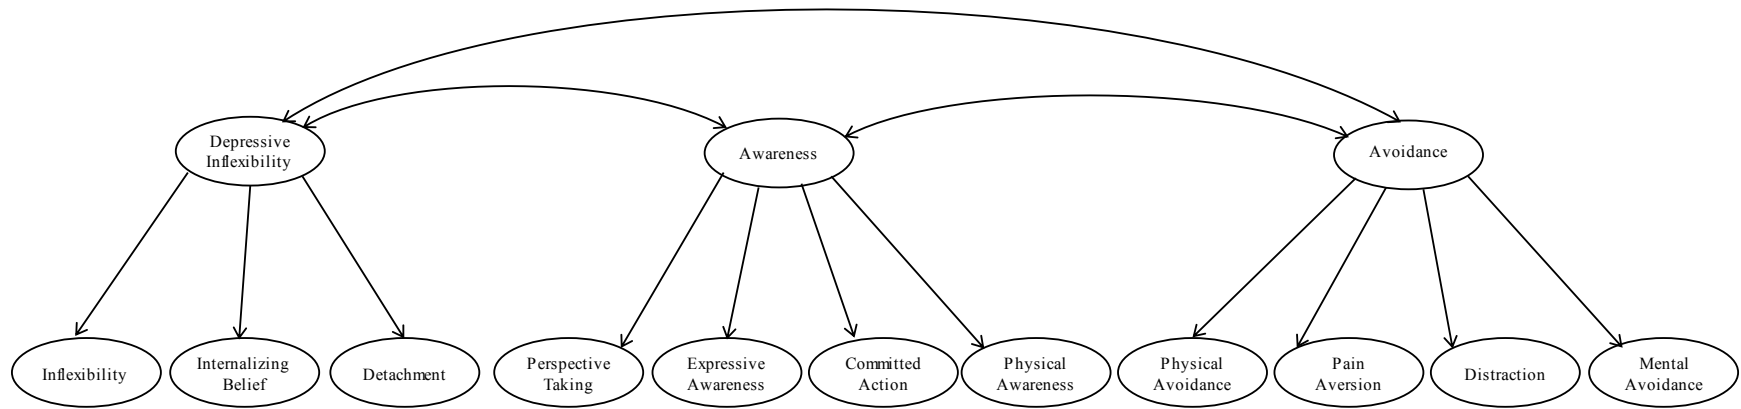 Depressive
Inflexibility
Awareness
Avoidance
Inflexibility
Internalizing
Belief
Detachment
Perspective
Taking
Expressive
Awareness
Committed
Action
Physical
Awareness
Physical
Avoidance
Pain
Aversion
Distraction
Mental
Avoidance